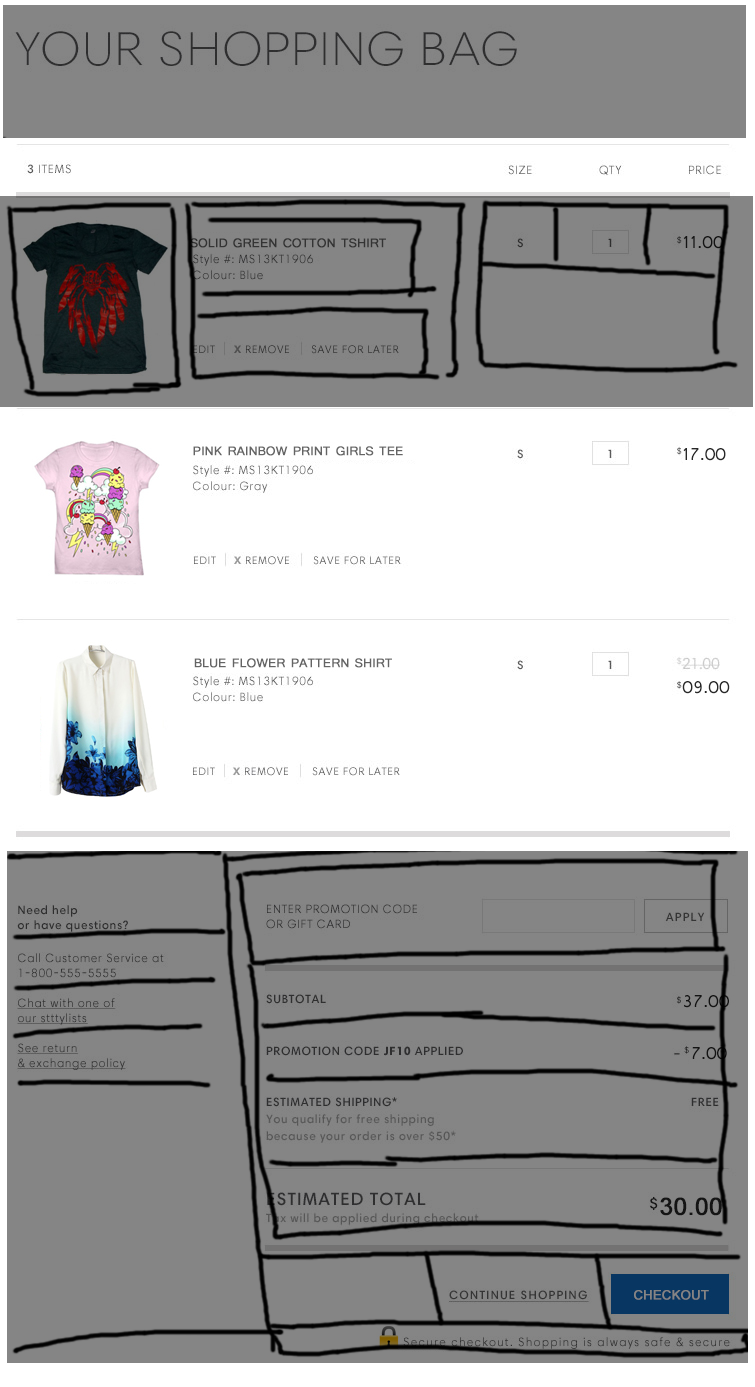 YOUR SHOPPING BAG
3 ITEMS SIZE QTY PRICE
SOLID GREEN COTTON TSHIRT S 1 $11.00
Style #: MS13KT1906
Colour: Blue
EDIT X REMOVE SAVE FOR LATER
PINK RAINBOW PRINT GIRLS TEE S 1 $17.00
Style #: MS13KT1906
Colour: Gray
EDIT X REMOVE SAVE FOR LATER
BLUE FLOWER PATTERN SHIRT S 1 $21.00
Style #: MS13KT1906 $09.00
Colour: Blue
EDIT X REMOVE SAVE FOR LATER
Need help
or have questions?
Call Customer Service at
1-800-555-5555
Chat with one of
our stttylists
See return
& exchange policy
ENTER PROMOTION CODE
OR GIFT CARD
APPLY
SUBTOTAL $37.00
PROMOTION CODE JF10 APPLIED - $7.00
ESTIMATED SHIPPING* FREE
You qualify for free shipping
because your order is over $50*
ESTIMATED TOTAL $30.00
Tax will be applied during checkout
CONTINUE SHOPPING CHECKOUT
Secure checkout. Shopping is always safe & secure